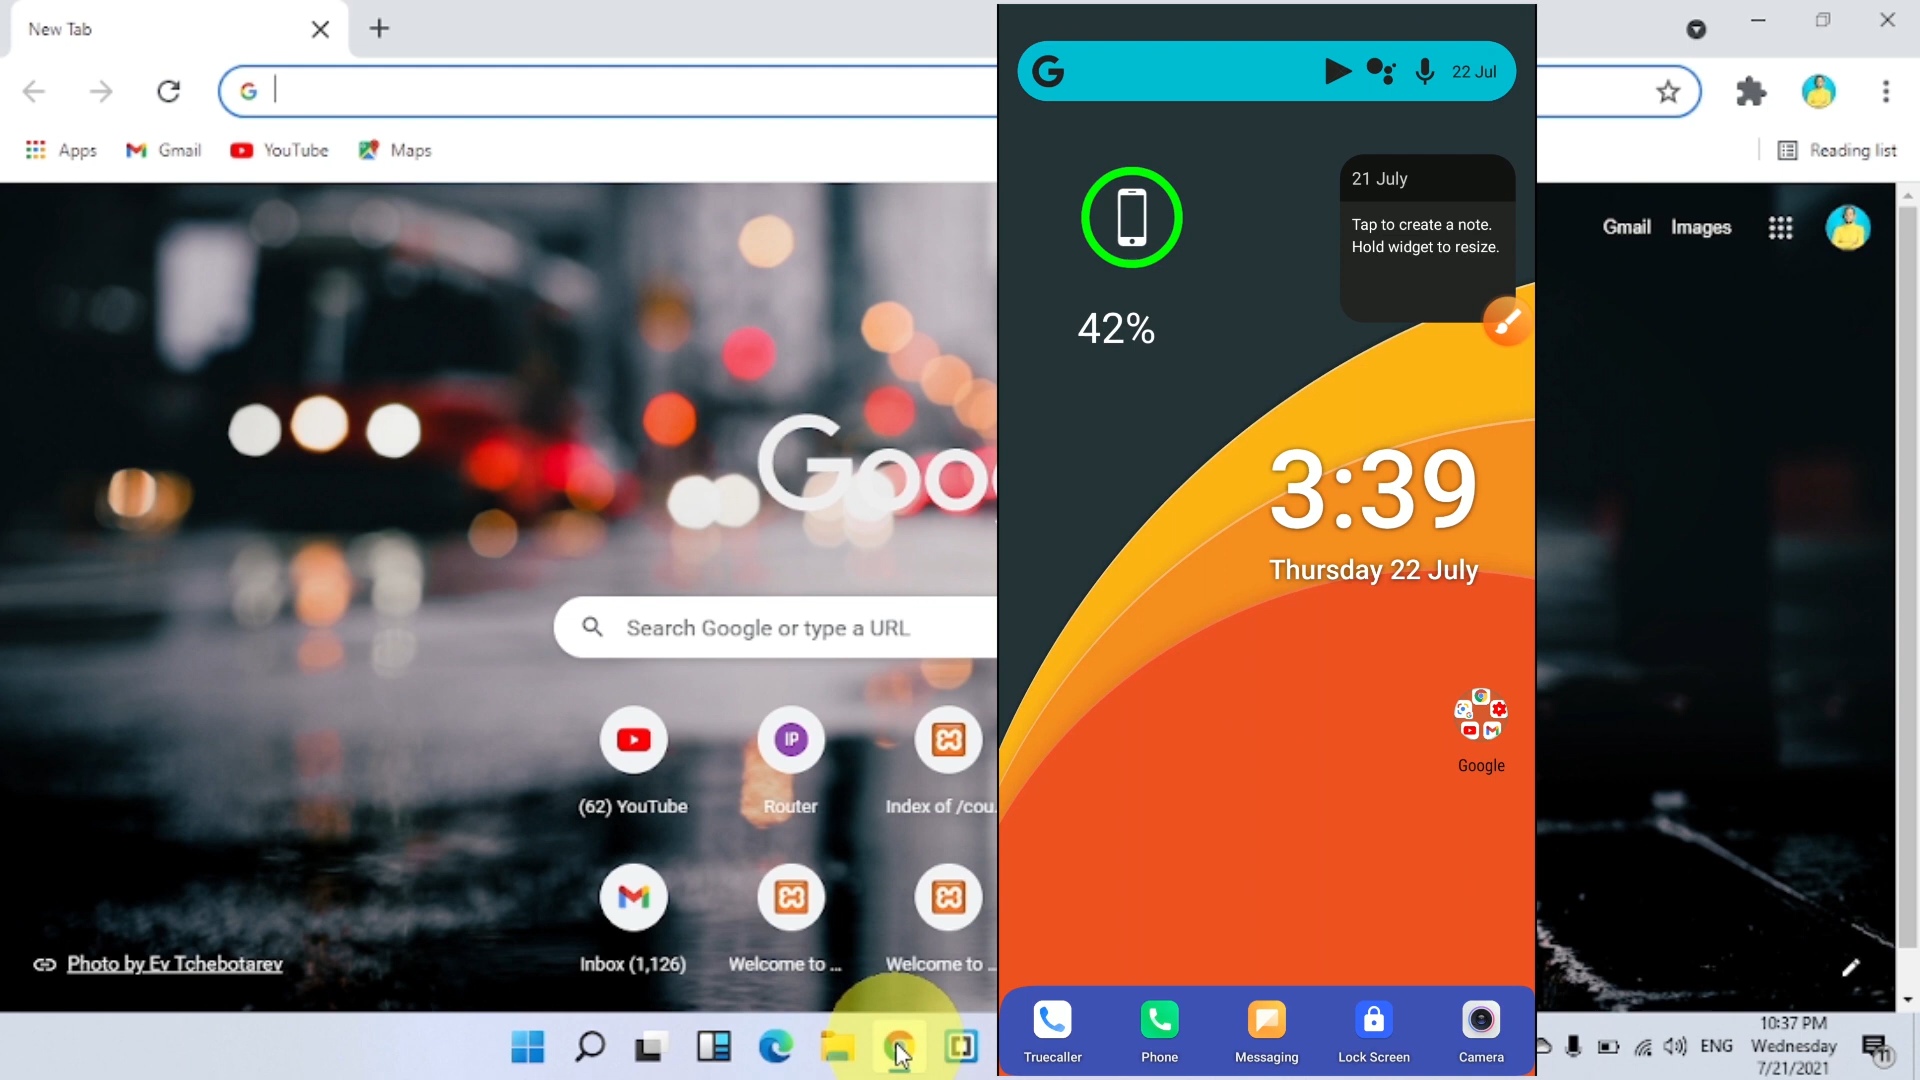 New Tab
Apps
Gmail
YouTube
Maps
Reading list
Gmail
Images
Goo
Search Google or type a URL
(62) YouTube
IP
Router
Index of /cou..
Inbox (1,126)
Welcome to ...
Welcome to ...
Photo by Ev Tchebotarev
G
22 Jul
21 July
Tap to create a note.
Hold widget to resize.
42%
3:39
Thursday 22 July
Google
Truecaller
Phone
Messaging
Lock Screen
Camera
ENG
10:37 PM
Wednesday
7/21/2021
11